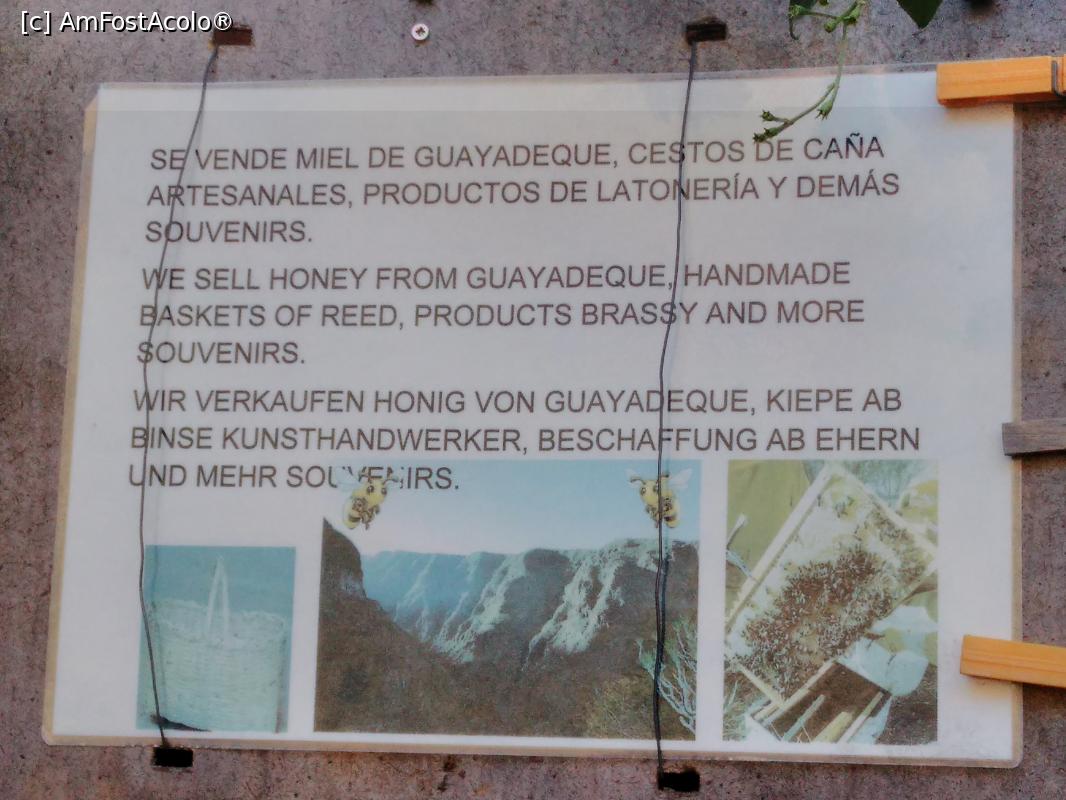 [c] AmFostAcolo®
SE VENDE MIEL DE GUAYADEQUE, CESTOS DE CAÑA
ARTESANALES, PRODUCTOS DE LATONERÍA Y DEMÁS
SOUVENIRS.
WE SELL HONEY FROM GUAYADEQUE, HANDMADE
BASKETS OF REED, PRODUCTS BRASSY AND MORE
SOUVENIRS.
WIR VERKAUFEN HONIG VON GUAYADEQUE, KIEPE AB
BINSE KUNSTHANDWERKER, BESCHAFFUNG AB EHERN
UND MEHR SOUVENIRS.